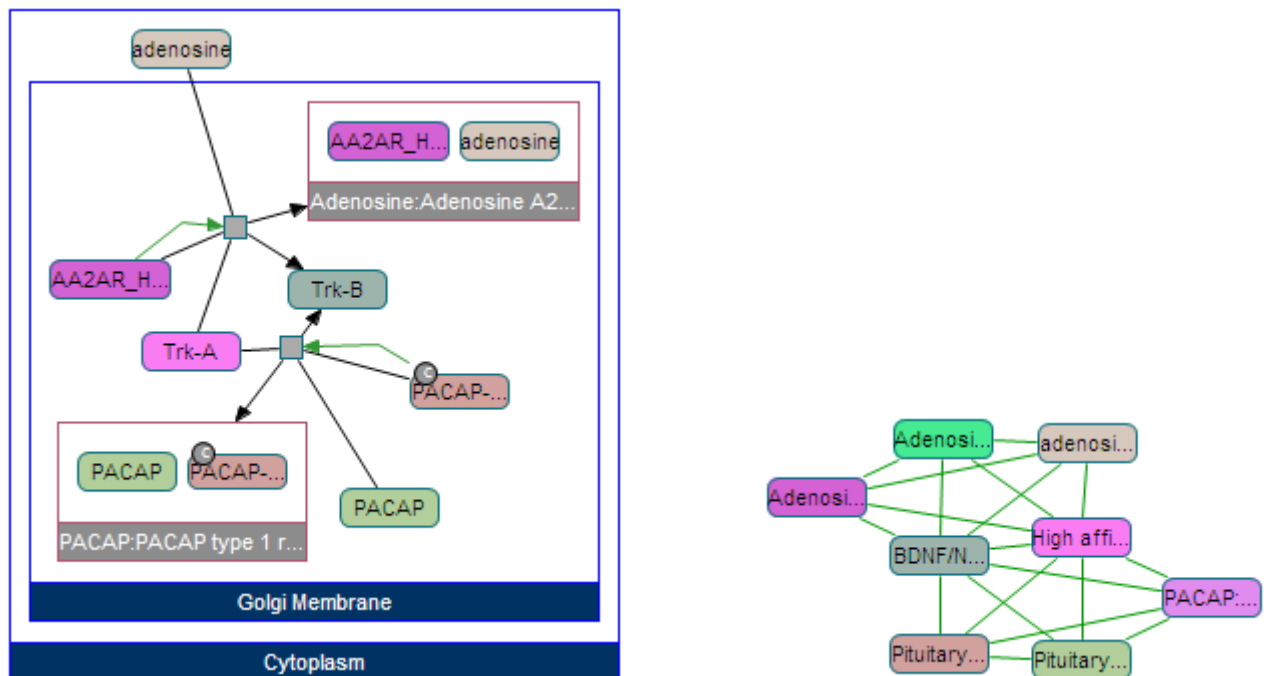 adenosine
AA2AR_H...
adenosine
Adenosine:Adenosine A2...
AA2AR_H...
Trk-B
Trk-A
C
PACAP-...
C
PACAP
PACAP-...
PACAP
PACAP:PACAP type 1 r...
Golgi Membrane
Cytoplasm
Adenosi...
adenosi...
Adenosi...
High affi...
BDNF/N...
PACAP:...
Pituitary...
Pituitary...